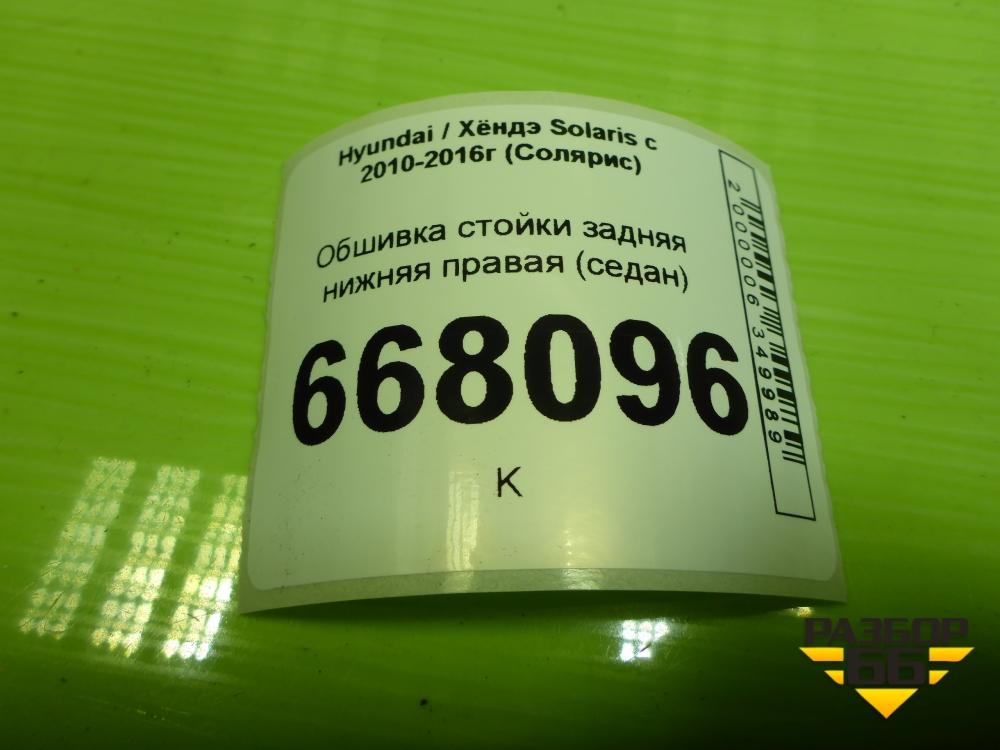 Hyundai / Хёндэ Solaris с
2010-2016г (Солярис)
Обшивка стойки задняя
нижняя правая (седан)
668096
К
2000006349989
РАЗБОР
66